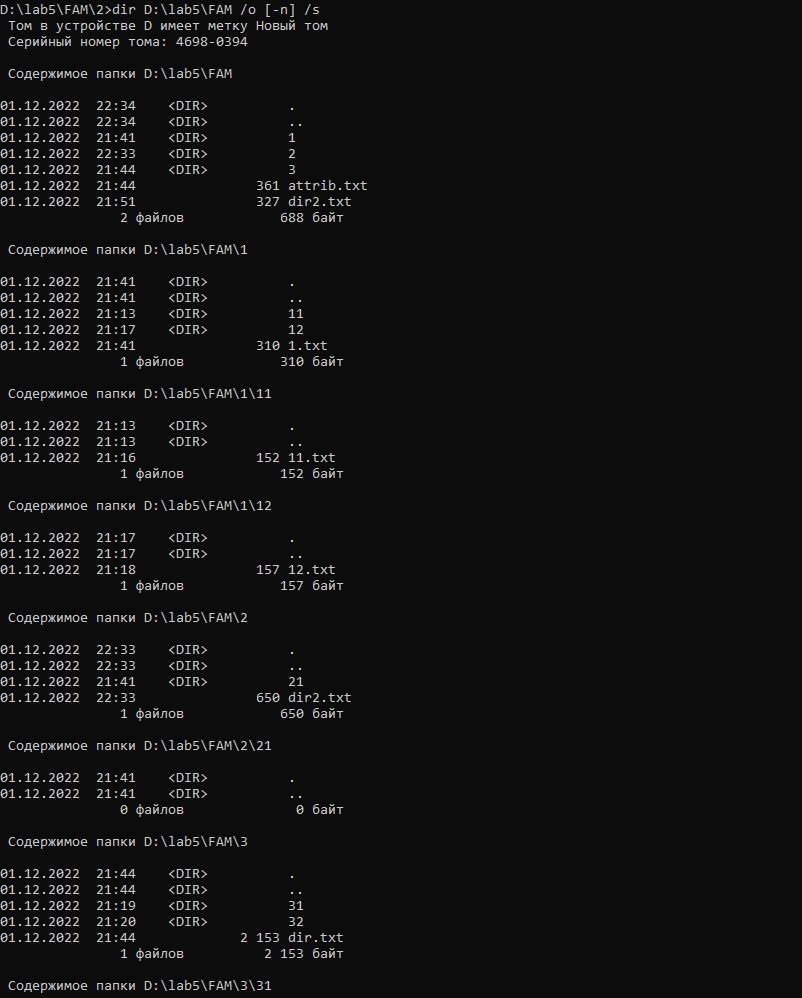 D:\lab5\FAM\2>dir D:\lab5\FAM /o [-n] /s
Том в устройстве D имеет метку Новый том
Серийный номер тома: 4698-0394
Содержимое папки D:\lab5\FAM
01.12.2022  22:34    <DIR>          .
01.12.2022  22:34    <DIR>          ..
01.12.2022  21:41    <DIR>          1
01.12.2022  22:33    <DIR>          2
01.12.2022  21:44    <DIR>          3
01.12.2022  21:44               361 attrib.txt
01.12.2022  21:51               327 dir2.txt
2 файлов            688 байт
Содержимое папки D:\lab5\FAM\1
01.12.2022  21:41    <DIR>          .
01.12.2022  21:41    <DIR>          ..
01.12.2022  21:13    <DIR>          11
01.12.2022  21:17    <DIR>          12
01.12.2022  21:41               310 1.txt
1 файлов            310 байт
Содержимое папки D:\lab5\FAM\1\11
01.12.2022  21:13    <DIR>          .
01.12.2022  21:13    <DIR>          ..
01.12.2022  21:16               152 11.txt
1 файлов            152 байт
Содержимое папки D:\lab5\FAM\1\12
01.12.2022  21:17    <DIR>          .
01.12.2022  21:17    <DIR>          ..
01.12.2022  21:18               157 12.txt
1 файлов            157 байт
Содержимое папки D:\lab5\FAM\2
01.12.2022  22:33    <DIR>          .
01.12.2022  22:33    <DIR>          ..
01.12.2022  21:41    <DIR>          21
01.12.2022  22:33               650 dir2.txt
1 файлов            650 байт
Содержимое папки D:\lab5\FAM\2\21
01.12.2022  21:41    <DIR>          .
01.12.2022  21:41    <DIR>          ..
0 файлов              0 байт
Содержимое папки D:\lab5\FAM\3
01.12.2022  21:44    <DIR>          .
01.12.2022  21:44    <DIR>          ..
01.12.2022  21:19    <DIR>          31
01.12.2022  21:20    <DIR>          32
01.12.2022  21:44             2 153 dir.txt
1 файлов          2 153 байт
Содержимое папки D:\lab5\FAM\3\31